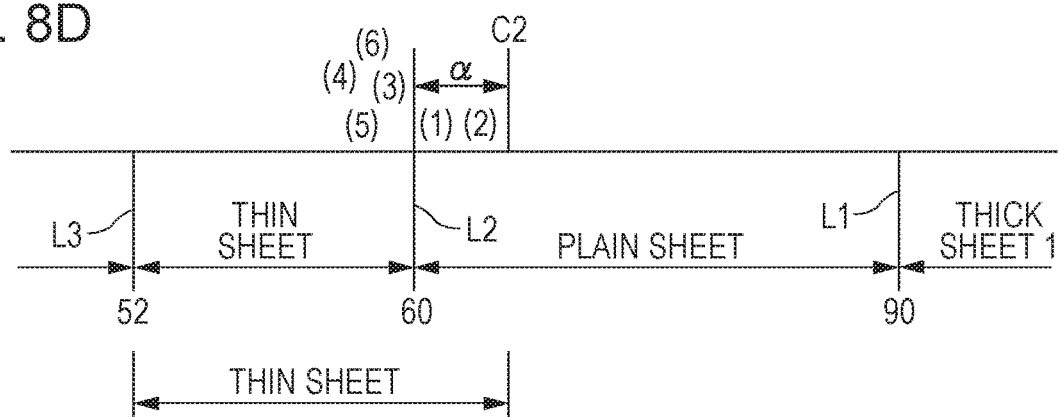 . 8D
C2
(6)
(4) (3) α
(5) (1) (2)
L3 THIN SHEET L2 PLAIN SHEET L1 THICK SHEET 1
52 60 90
THIN SHEET